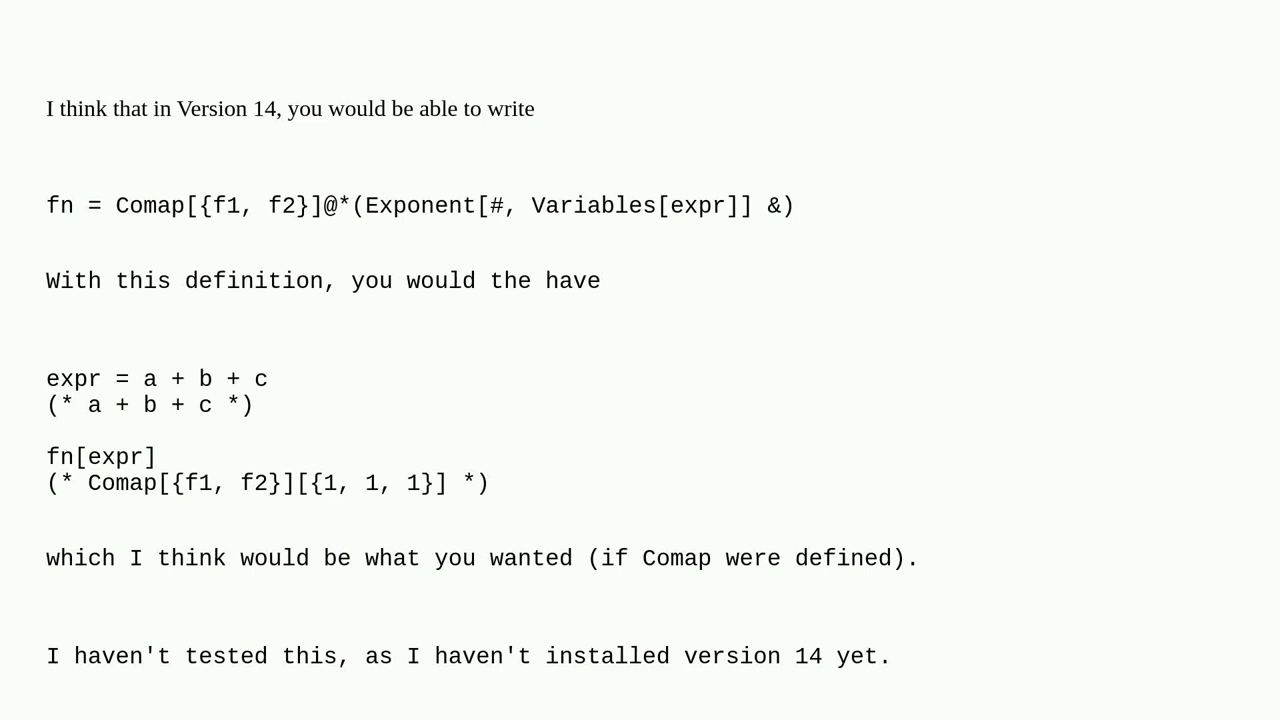 I think that in Version 14, you would be able to write
fn = Comap[{f1, f2}]@*(Exponent[#, Variables[expr]] &)
With this definition, you would the have
expr = a + b + c
(* a + b + c *)
fn[expr]
(* Comap[{f1, f2}][{1, 1, 1}] *)
which I think would be what you wanted (if Comap were defined).
I haven't tested this, as I haven't installed version 14 yet.